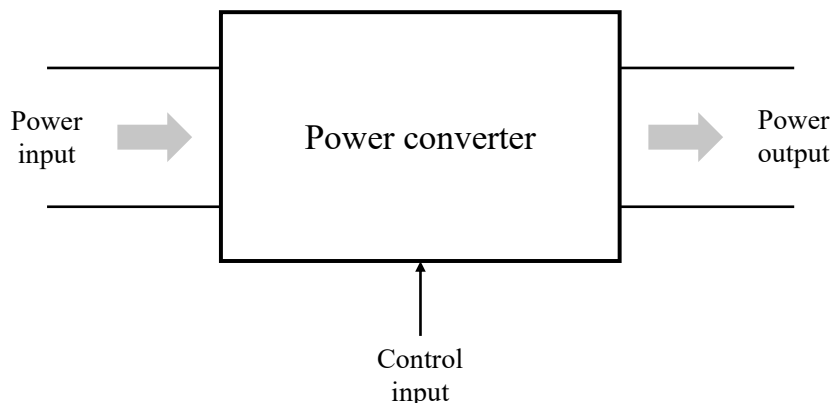 Power
input
Power converter
Power
output
Control
input